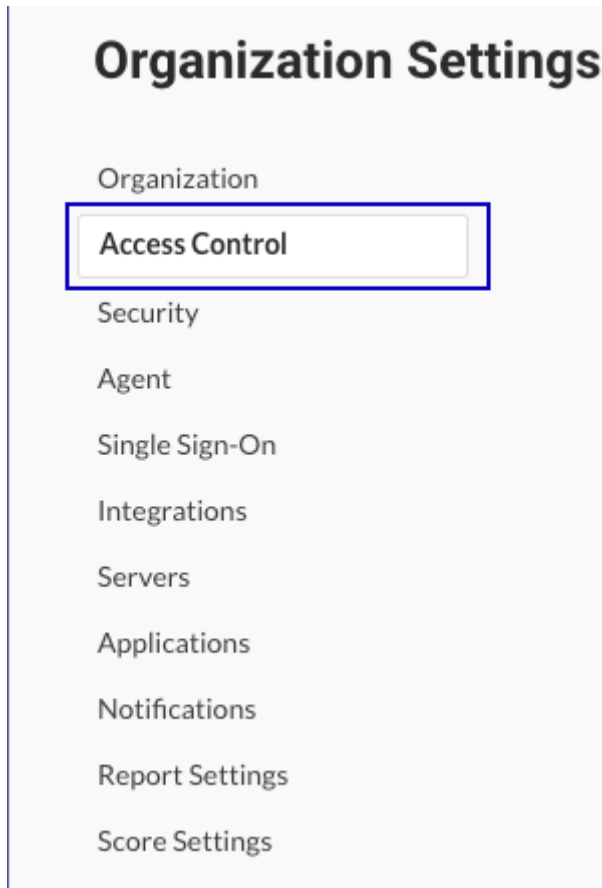 Organization Settings
Organization
Access Control
Security
Agent
Single Sign-On
Integrations
Servers
Applications
Notifications
Report Settings
Score Settings